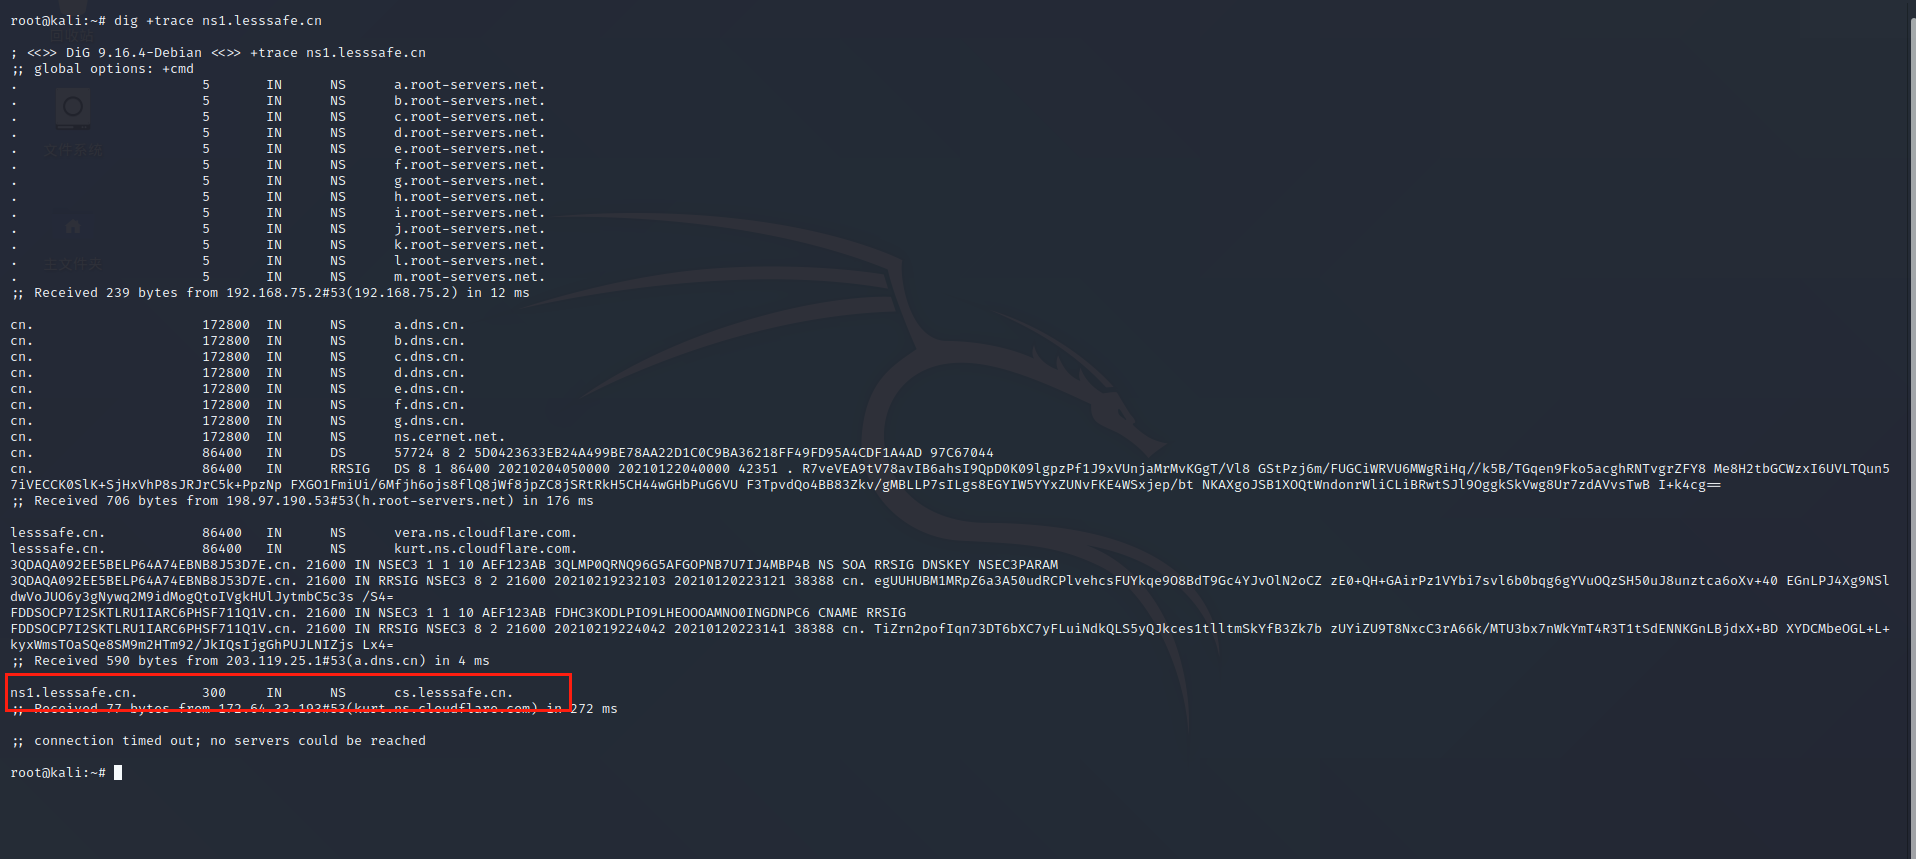 root@kali:~# dig +trace ns1.lesssafe.cn
回收站
; <<>> DiG 9.16.4-Debian <<>> +trace ns1.lesssafe.cn
;; global options: +cmd
. 5 IN NS a.root-servers.net.
. 5 IN NS b.root-servers.net.
. 5 IN NS c.root-servers.net.
. 5 IN NS d.root-servers.net.
. 5 IN NS e.root-servers.net.
文件系统
. 5 IN NS f.root-servers.net.
. 5 IN NS g.root-servers.net.
. 5 IN NS h.root-servers.net.
. 5 IN NS i.root-servers.net.
. 5 IN NS j.root-servers.net.
. 5 IN NS k.root-servers.net.
. 5 IN NS l.root-servers.net.
主文件夹
. 5 IN NS m.root-servers.net.
;; Received 239 bytes from 192.168.75.2#53(192.168.75.2) in 12 ms
cn. 172800 IN NS a.dns.cn.
cn. 172800 IN NS b.dns.cn.
cn. 172800 IN NS c.dns.cn.
cn. 172800 IN NS d.dns.cn.
cn. 172800 IN NS e.dns.cn.
cn. 172800 IN NS f.dns.cn.
cn. 172800 IN NS g.dns.cn.
cn. 172800 IN NS ns.cernet.net.
cn. 86400 IN DS 57724 8 2 5D0423633EB24A499BE78AA22D1C0C9BA36218FF49FD95A4CDF1A4AD 97C67044
cn. 86400 IN RRSIG DS 8 1 86400 20210204050000 20210122040000 42351 . R7veVEA9tV78avIB6ahsI9QpD0K09lgpzPf1J9xVUnjaMrMvKGgT/Vl8 GStPzj6m/FUGCiWRVU6MWgRiHq//k5B/TGqen9Fko5acghRNTvgrZFY8 Me8H2tbGCWzxI6UVLTQun5
7iVECCK0SlK+SjHxVhP8sJRJrC5k+PpzNp FXGO1FmiUi/6Mfjh6ojs8flQ8jWf8jpZC8jSRtRkH5CH44wGHbPuG6VU F3TpvdQo4BB83Zkv/gMBLLP7sILgs8EGYIW5YYxZUNvFKE4WSxjep/bt NKAXgoJSB1XOQtWndonrWliCLiBRwtSJl9OggkSkVwg8Ur7zdAVvsTwB I+k4cg==
;; Received 706 bytes from 198.97.190.53#53(h.root-servers.net) in 176 ms
lesssafe.cn. 86400 IN NS vera.ns.cloudflare.com.
lesssafe.cn. 86400 IN NS kurt.ns.cloudflare.com.
3QDAQA092EE5BELP64A74EBNB8J53D7E.cn. 21600 IN NSEC3 1 1 10 AEF123AB 3QLMP0QRNQ96G5AFGOPNB7U7IJ4MBP4B NS SOA RRSIG DNSKEY NSEC3PARAM
3QDAQA092EE5BELP64A74EBNB8J53D7E.cn. 21600 IN RRSIG NSEC3 8 2 21600 20210219232103 20210120223121 38388 cn. egUUHUBM1MRpZ6a3A50udRCPlvehcsFUYkqe9O8BdT9Gc4YJvOlN2oCZ zE0+QH+GAirPz1VYbi7svl6b0bqg6gYVuOQzSH50uJ8unztca6oXv+40 EGnLPJ4Xg9NSl
dwVoJUO6y3gNywq2M9idMogQtoIVgkHUlJytmbC5c3s /S4=
FDDSOCP7I2SKTLRU1IARC6PHSF711Q1V.cn. 21600 IN NSEC3 1 1 10 AEF123AB FDHC3KODLPIO9LHEOOOAMNO0INGDNPC6 CNAME RRSIG
FDDSOCP7I2SKTLRU1IARC6PHSF711Q1V.cn. 21600 IN RRSIG NSEC3 8 2 21600 20210219224042 20210120223141 38388 cn. TiZrn2pofIqn73DT6bXC7yFLuiNdkQLS5yQJkces1tlltmSkYfB3Zk7b zUYiZU9T8NxcC3rA66k/MTU3bx7nWkYmT4R3T1tSdENNKGnLBjdxX+BD XYDCMbeOGL+L+
kyxWmsTOaSQe8SM9m2HTm92/JkIQsIjgGhPUJLNIZjs Lx4=
;; Received 590 bytes from 203.119.25.1#53(a.dns.cn) in 4 ms
ns1.lesssafe.cn. 300 IN NS cs.lesssafe.cn.
;; Received 77 bytes from 172.64.33.193#53(kurt.ns.cloudflare.com) in 272 ms
;; connection timed out; no servers could be reached
root@kali:~#